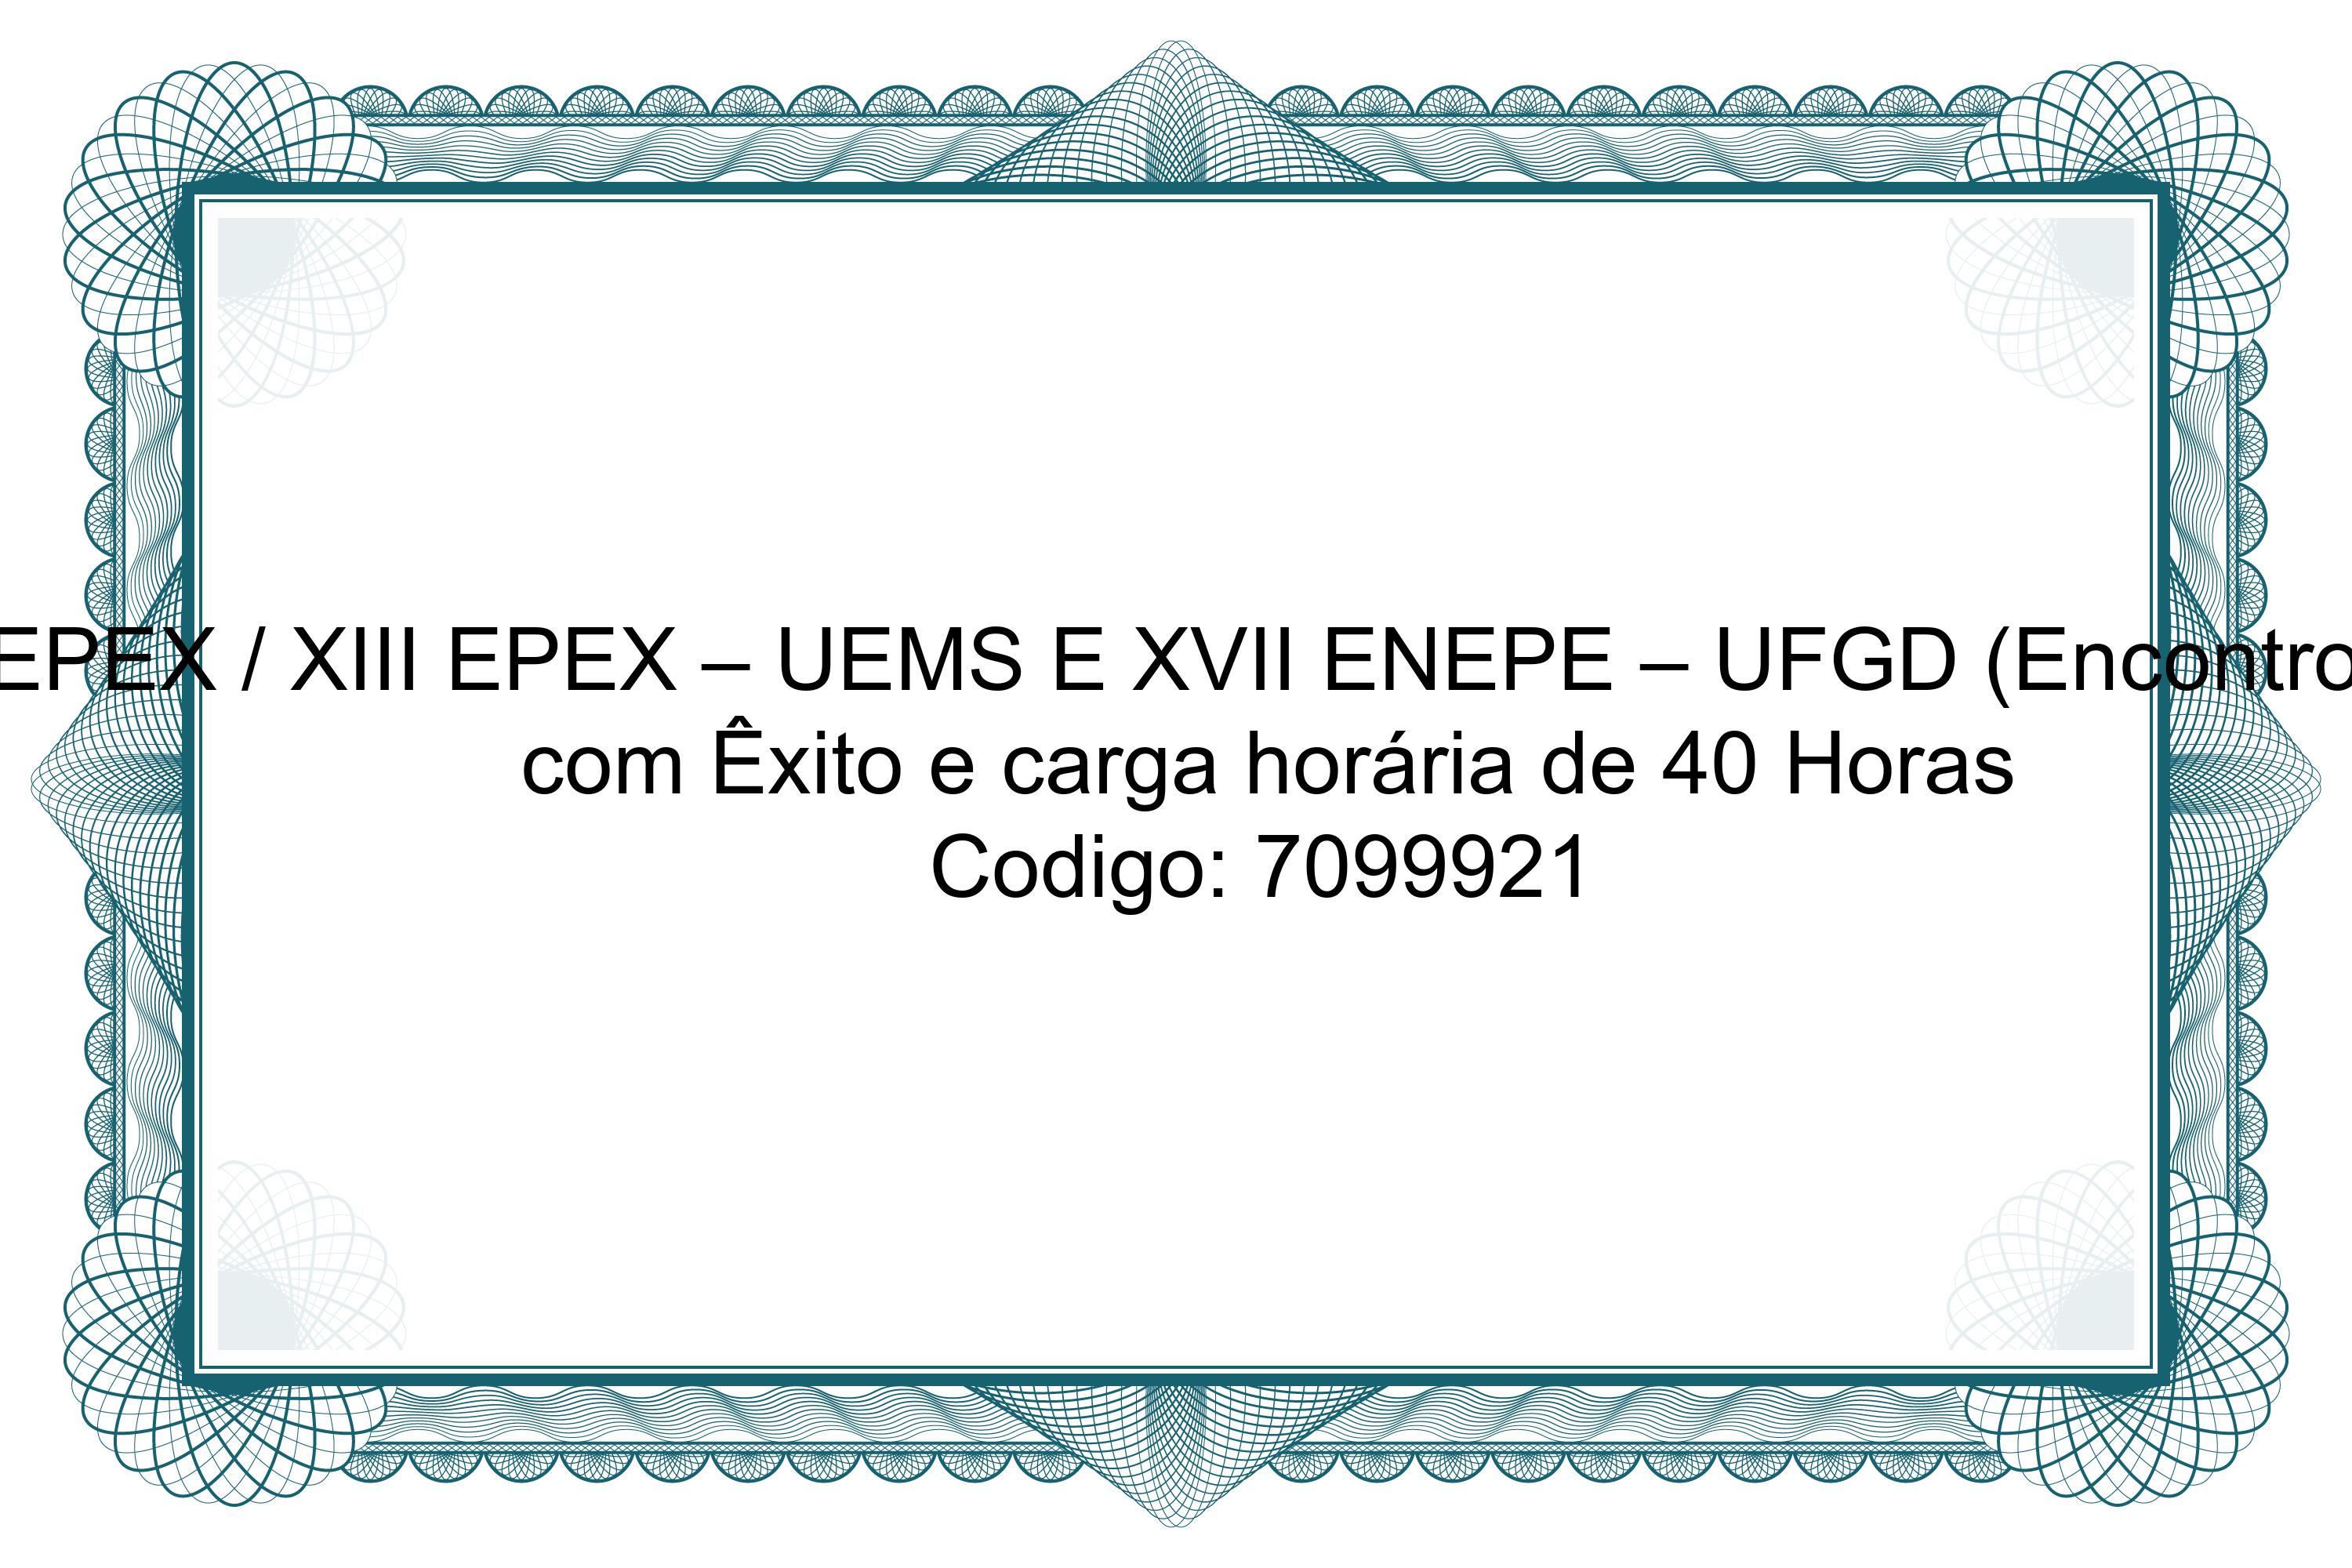 EPEX / XIII EPEX – UEMS E XVII ENEPE – UFGD (Encontro
com Êxito e carga horária de 40 Horas
Codigo: 7099921